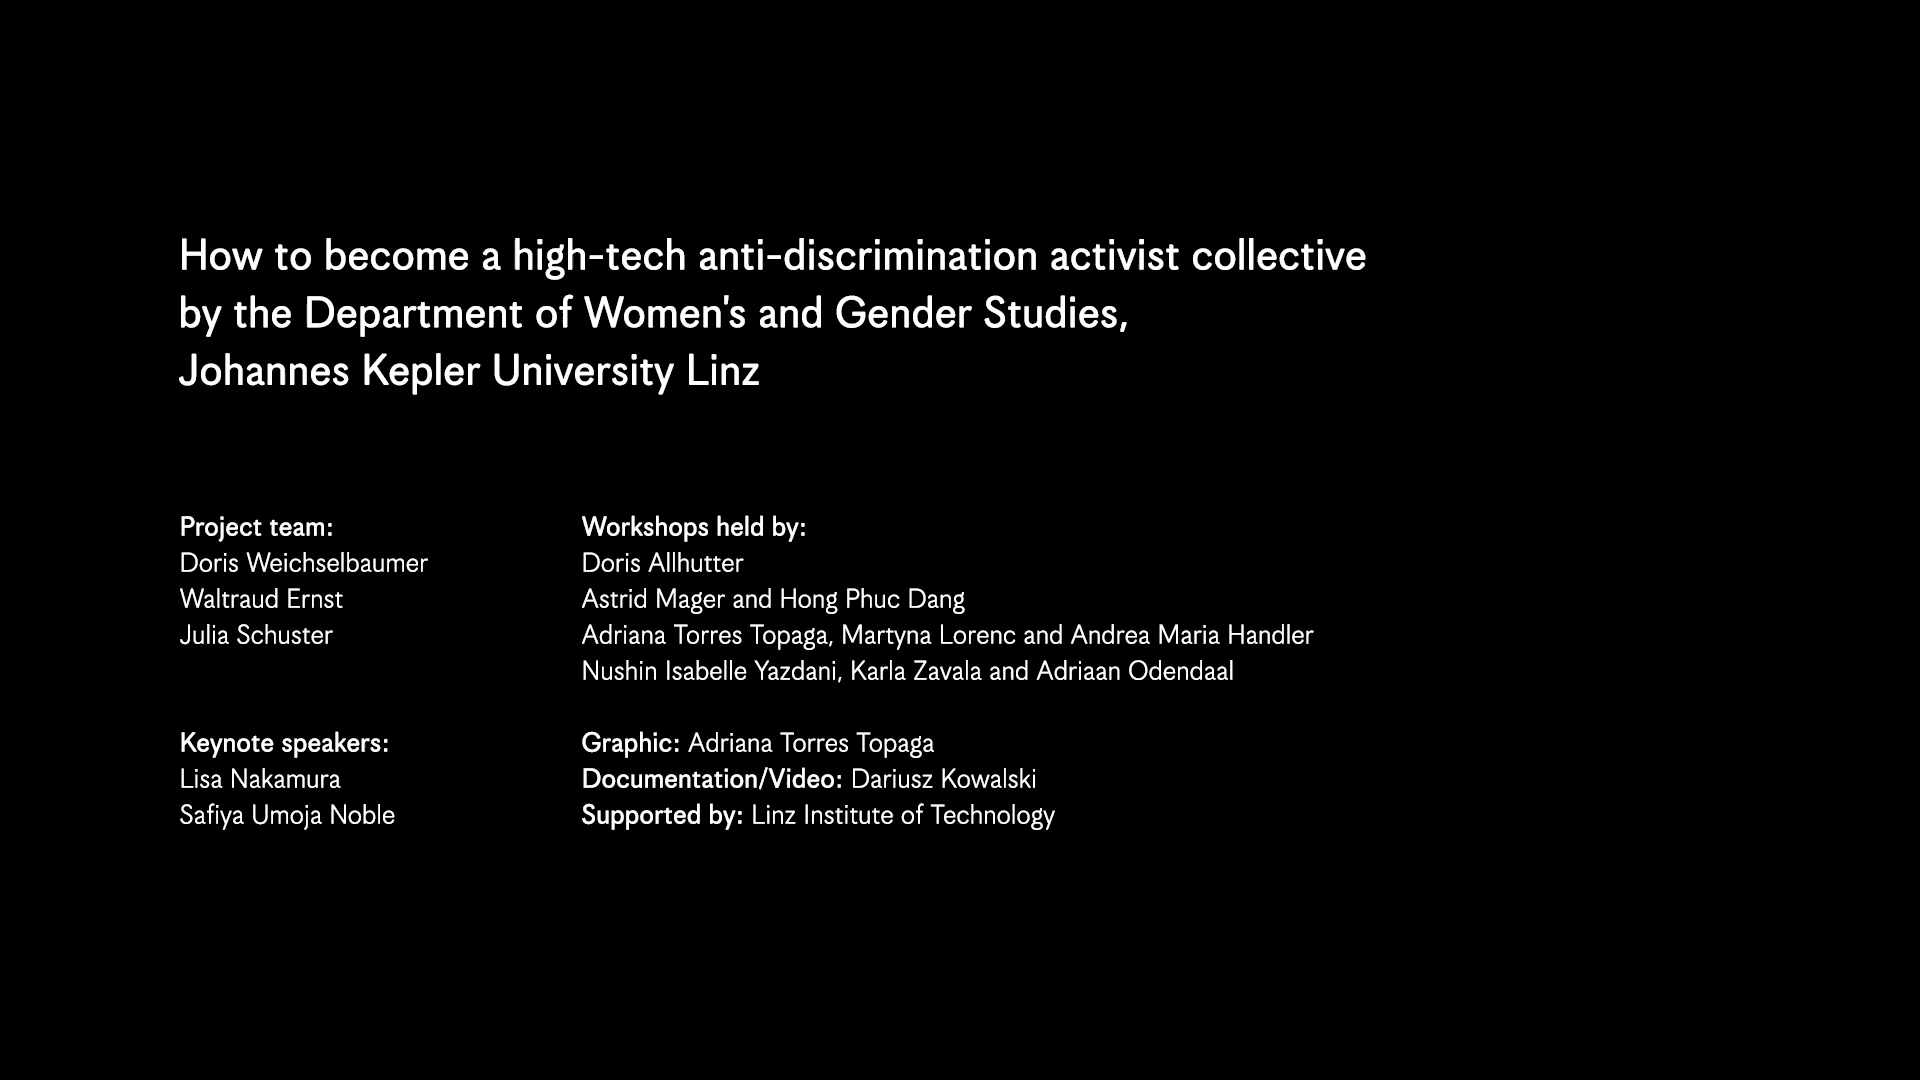 How to become a high-tech anti-discrimination activist collective
by the Department of Women's and Gender Studies,
Johannes Kepler University Linz
Project team:
Doris Weichselbaumer
Waltraud Ernst
Julia Schuster
Workshops held by:
Doris Allhutter
Astrid Mager and Hong Phuc Dang
Adriana Torres Topaga, Martyna Lorenc and Andrea Maria Handler
Nushin Isabelle Yazdani, Karla Zavala and Adriaan Odendaal
Keynote speakers:
Lisa Nakamura
Safiya Umoja Noble
Graphic: Adriana Torres Topaga
Documentation/Video: Dariusz Kowalski
Supported by: Linz Institute of Technology